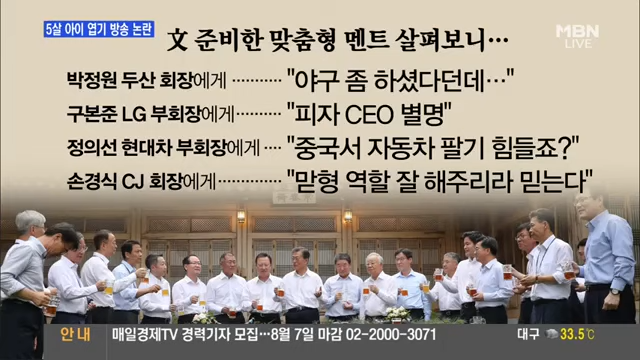 5살 아이 엽기 방송 논란
MBN
LIVE
文 준비한 맞춤형 멘트 살펴보니…
박정원 두산 회장에게 ··········· "야구 좀 하셨다던데…"
구본준 LG 부회장에게 ·········· "피자 CEO 별명"
정의선 현대차 부회장에게 ···· "중국서 자동차 팔기 힘들죠?"
손경식 CJ 회장에게 ············· "맏형 역할 잘 해주리라 믿는다"
안 내 매일경제TV 경력기자 모집…8월 7일 마감 02-2000-3071 대구 33.5℃